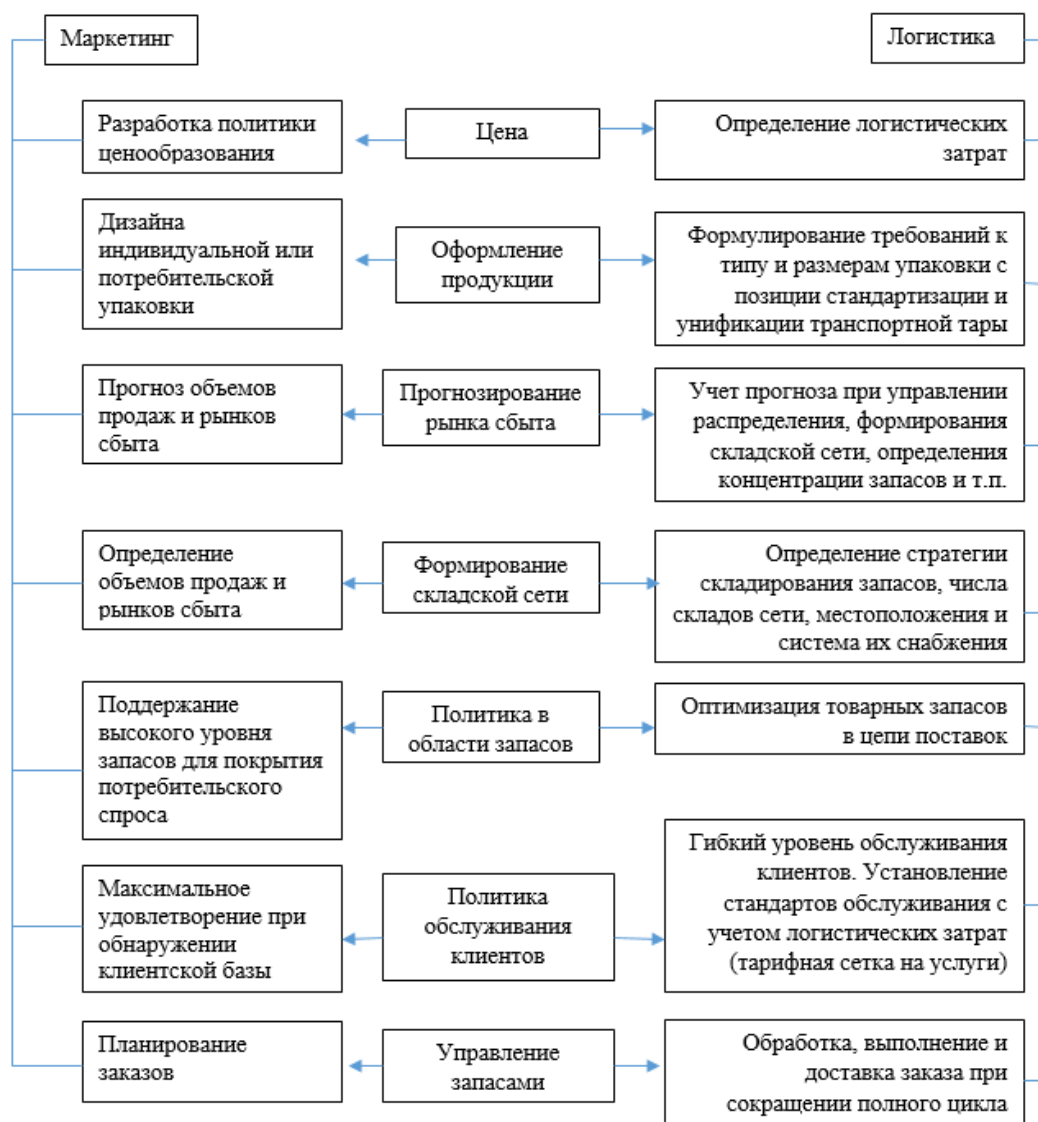 Маркетинг
Логистика
Разработка политики
ценообразования
Цена
Определение логистических
затрат
Дизайна
индивидуальной или
потребительской
упаковки
Оформление
продукции
Формулирование требований к
типу и размерам упаковки с
позиции стандартизации и
унификации транспортной тары
Прогноз объемов
продаж и рынков
сбыта
Прогнозирование
рынка сбыта
Учет прогноза при управлении
распределения, формирования
складской сети, определения
концентрации запасов и т.п.
Определение
объемов продаж и
рынков сбыта
Формирование
складской сети
Определение стратегии
складирования запасов, числа
складов сети, местоположения и
система их снабжения
Поддержание
высокого уровня
запасов для покрытия
потребительского
спроса
Политика в
области запасов
Оптимизация товарных запасов
в цепи поставок
Максимальное
удовлетворение при
обнаружении
клиентской базы
Политика
обслуживания
клиентов
Гибкий уровень обслуживания
клиентов. Установление
стандартов обслуживания с
учетом логистических затрат
(тарифная сетка на услуги)
Планирование
заказов
Управление
запасами
Обработка, выполнение и
доставка заказа при
сокращении полного цикла